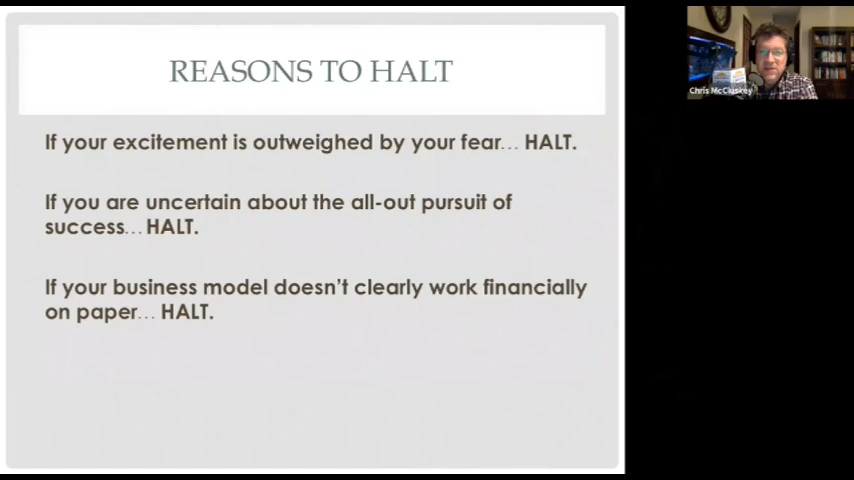 REASONS TO HALT
If your excitement is outweighed by your fear... HALT.
If you are uncertain about the all-out pursuit of
success... HALT.
If your business model doesn't clearly work financially
on paper... HALT.
Chris McCluskey